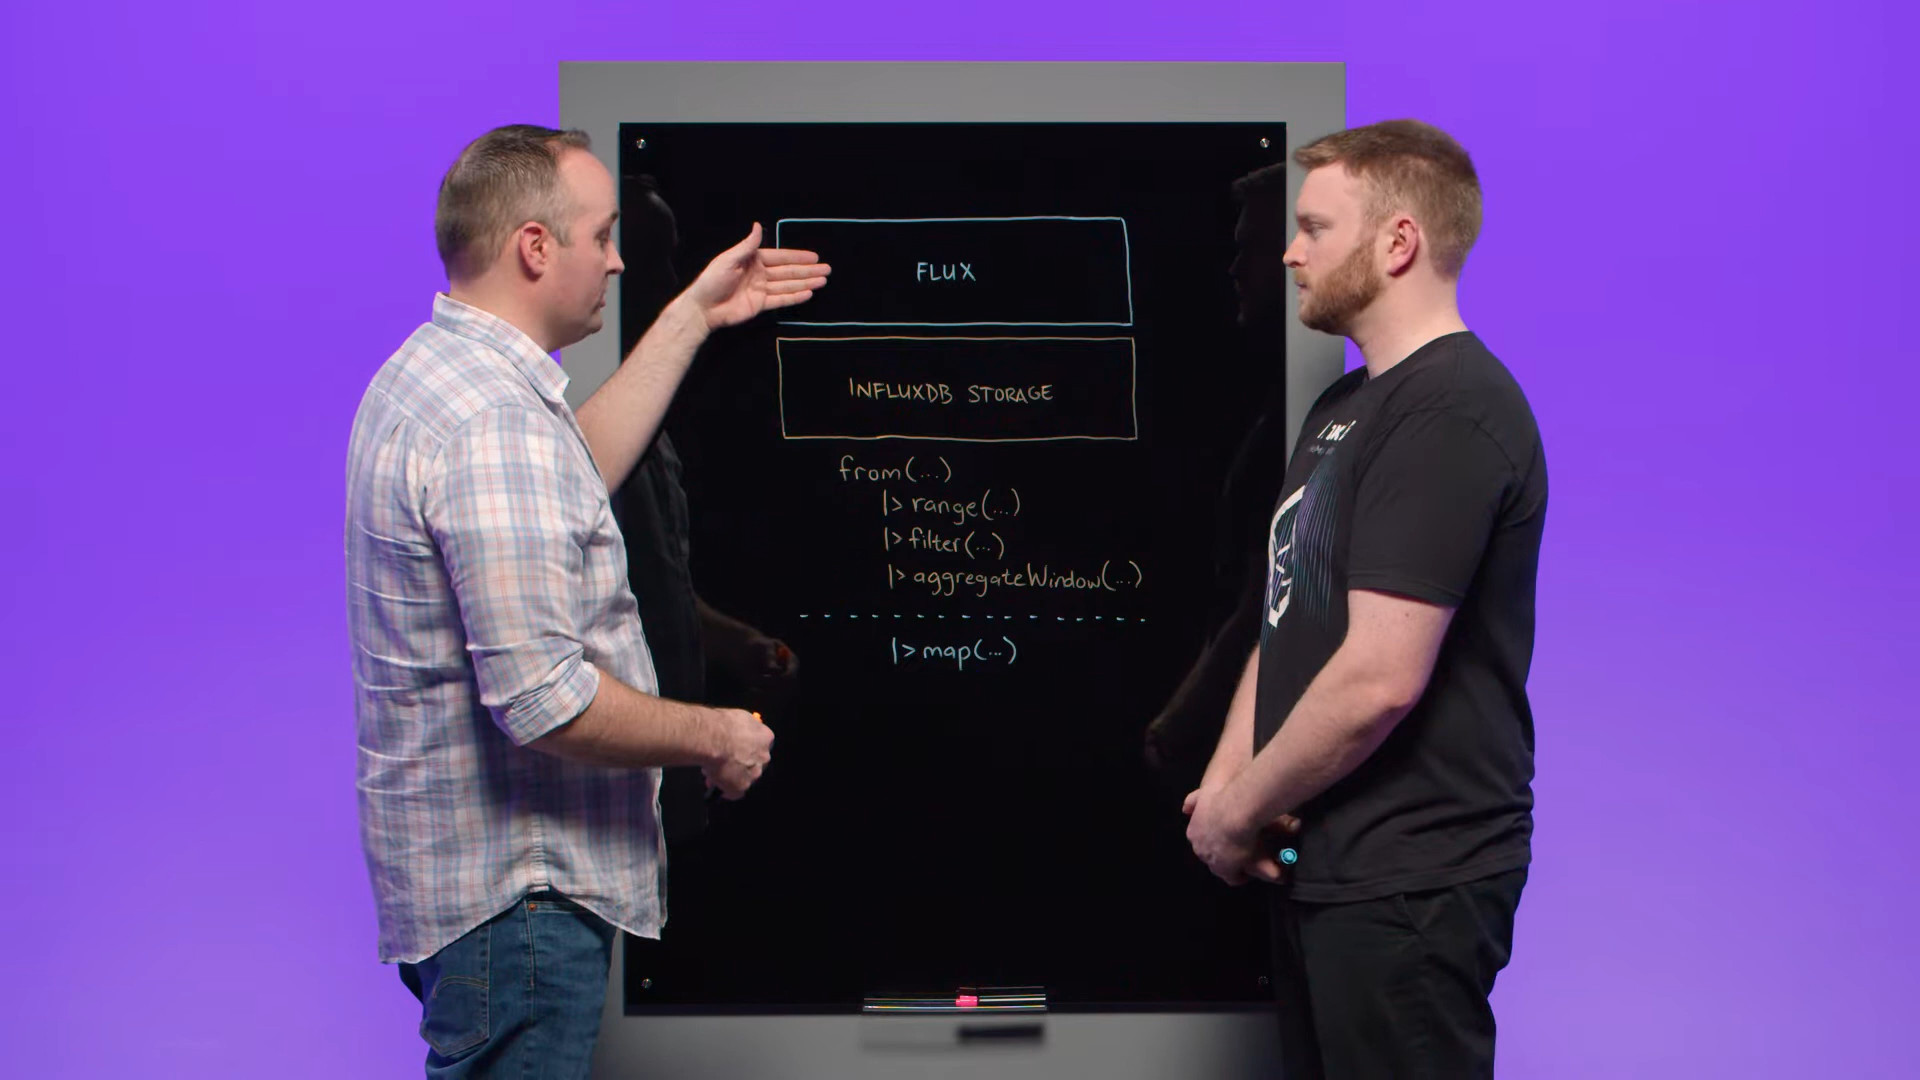 FLUX
INFLUXDB STORAGE
from(...)
|> range(...)
|> filter(...)
|> aggregateWindow(...)
|> map(...)